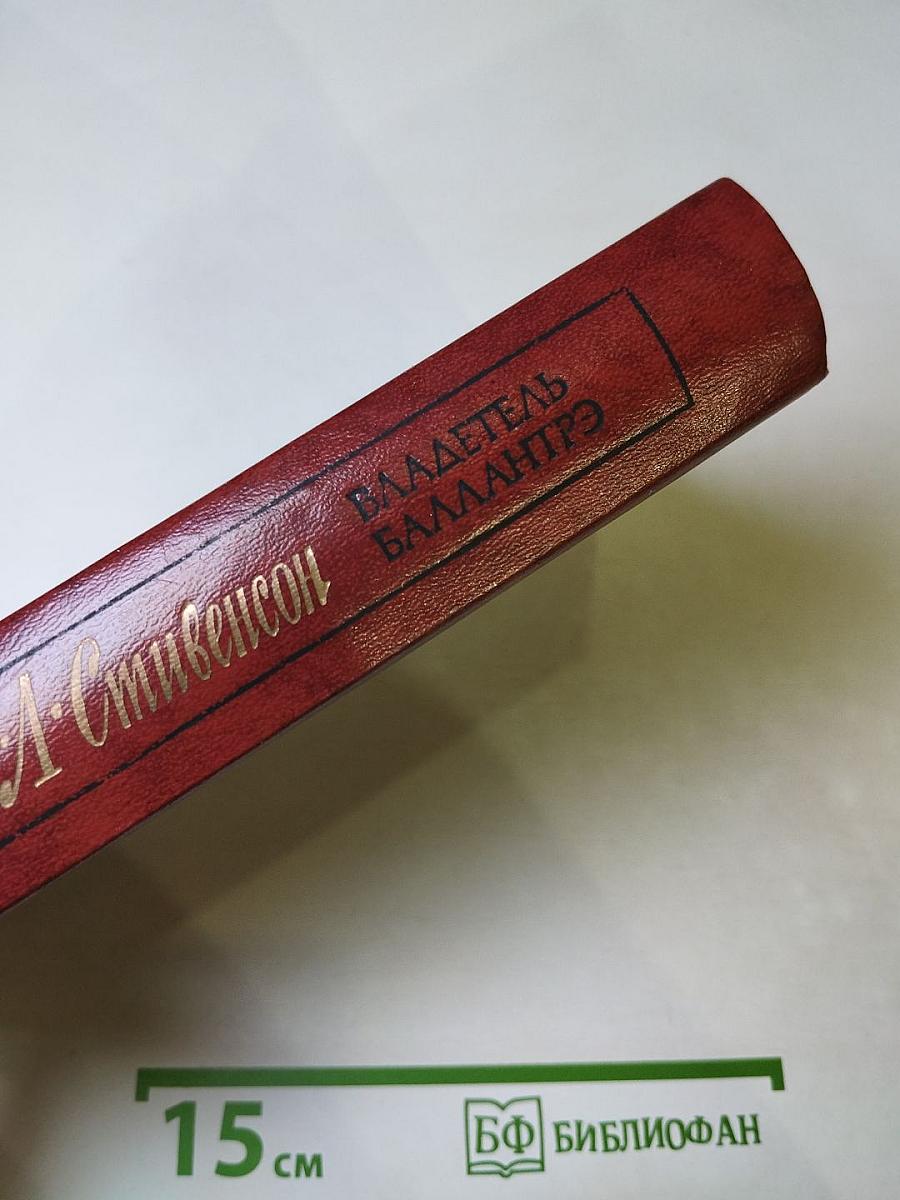 ·Л·Стивенсон
ВЛАДЕТЕЛЬ
БАЛЛАНТРЭ
15 см
БФ БИБЛИОФАН